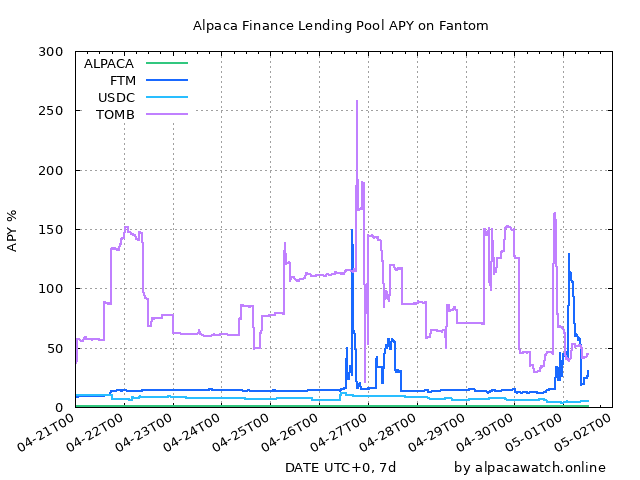 Alpaca Finance Lending Pool APY on Fantom
300
250
200
150
100
50
0
APY %
ALPACA
FTM
USDC
TOMB
04-21T00
04-22T00
04-23T00
04-24T00
04-25T00
04-26T00
04-27T00
04-28T00
04-29T00
04-30T00
05-01T00
05-02T00
DATE UTC+0, 7d
by alpacawatch.online